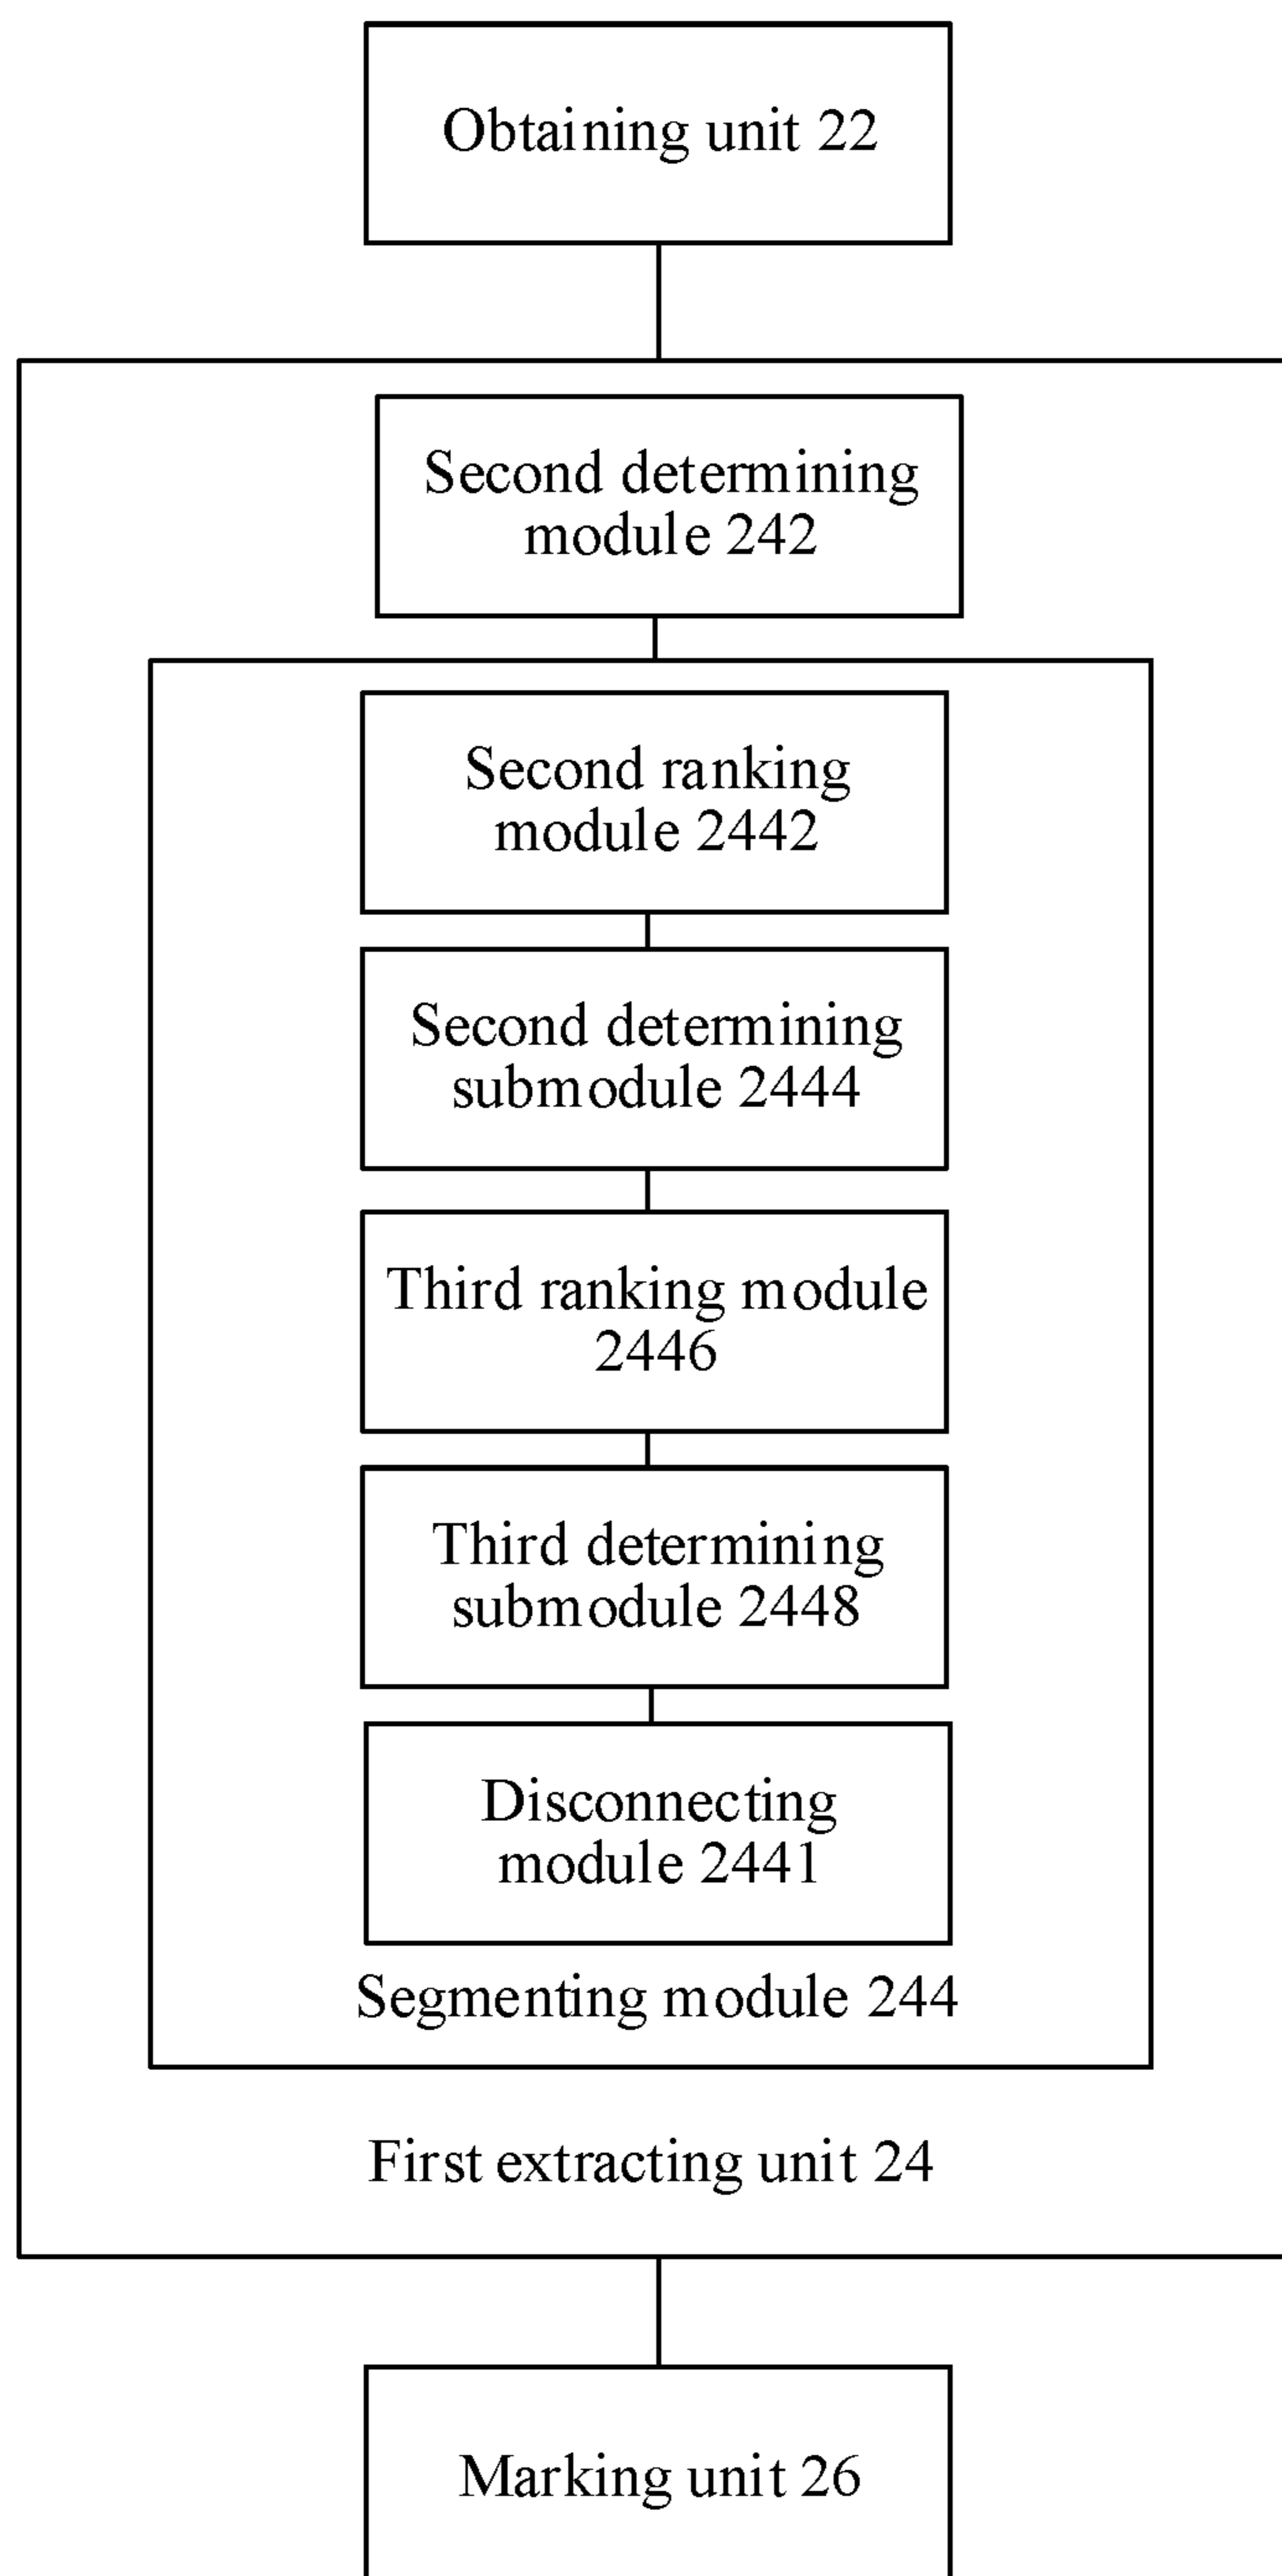 Obtaining unit 22
Second determining
module 242
Second ranking
module 2442
Second determining
submodule 2444
Third ranking module
2446
Third determining
submodule 2448
Disconnecting
module 2441
Segmenting module 244
First extracting unit 24
Marking unit 26